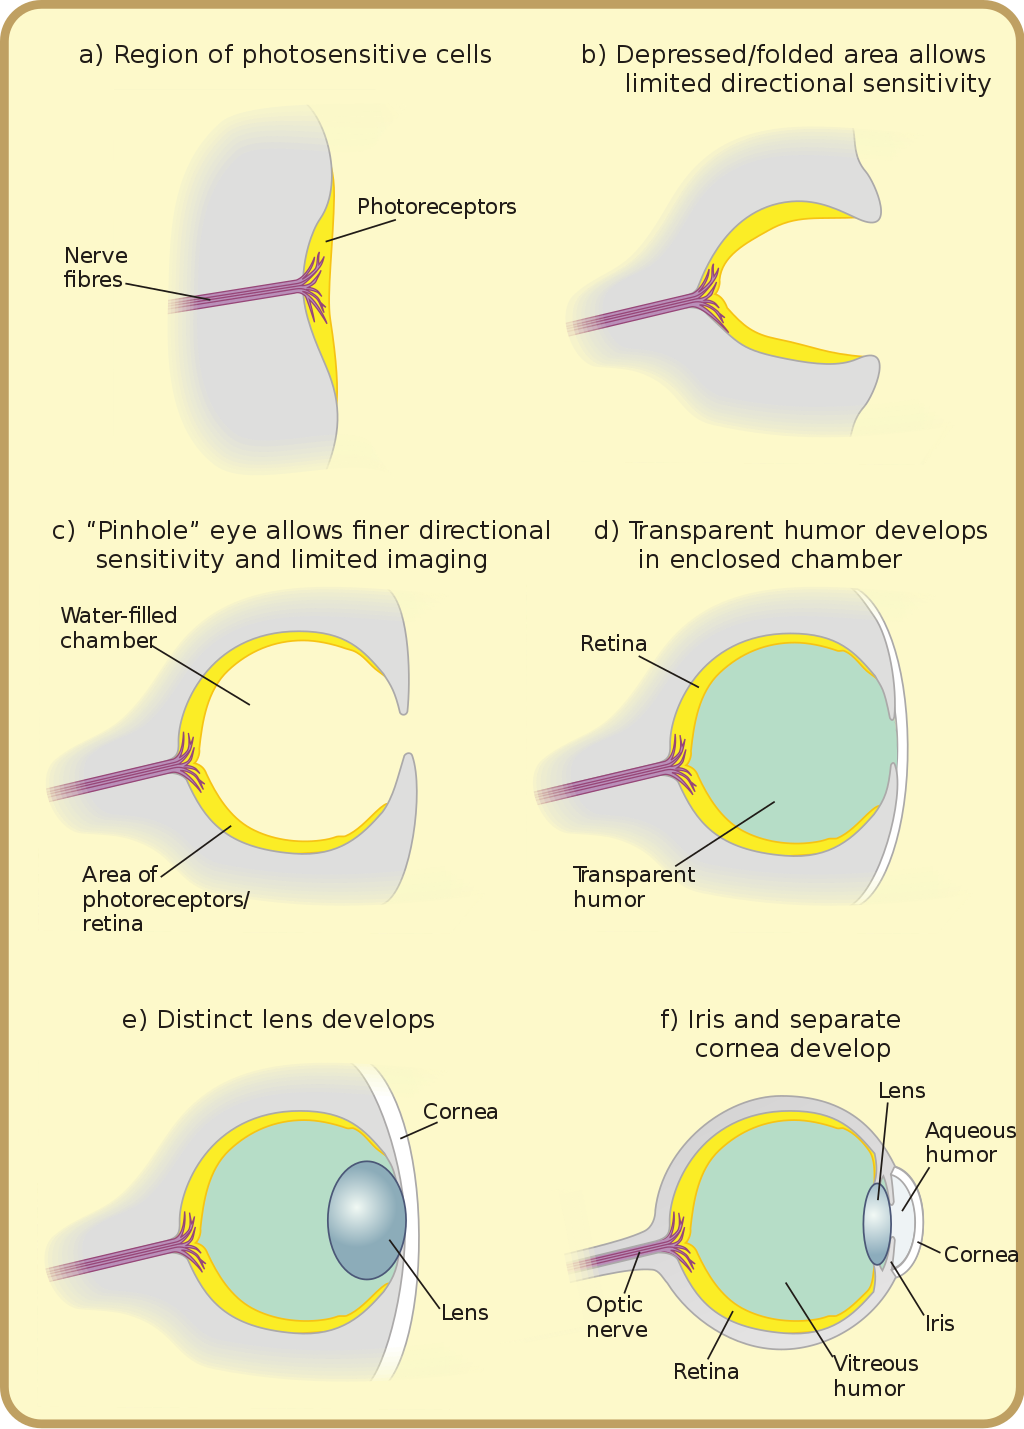 a) Region of photosensitive cells
b) Depressed/folded area allows
limited directional sensitivity
Photoreceptors
Nerve
fibres
c) “Pinhole” eye allows finer directional
sensitivity and limited imaging
d) Transparent humor develops
in enclosed chamber
Water-filled
chamber
Retina
Area of
photoreceptors/
retina
Transparent
humor
e) Distinct lens develops
f) Iris and separate
cornea develop
Cornea
Lens
Lens
Aqueous
humor
Cornea
Iris
Optic
nerve
Retina
Vitreous
humor